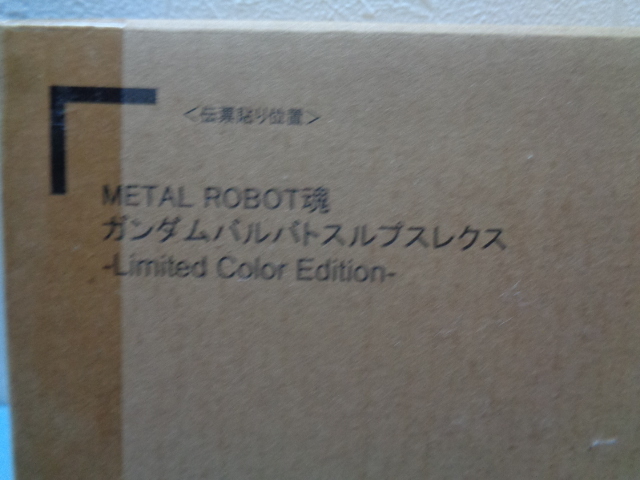 ＜伝票貼り位置＞
METAL ROBOT魂
ガンダムバルバトスルプスレクス
-Limited Color Edition-